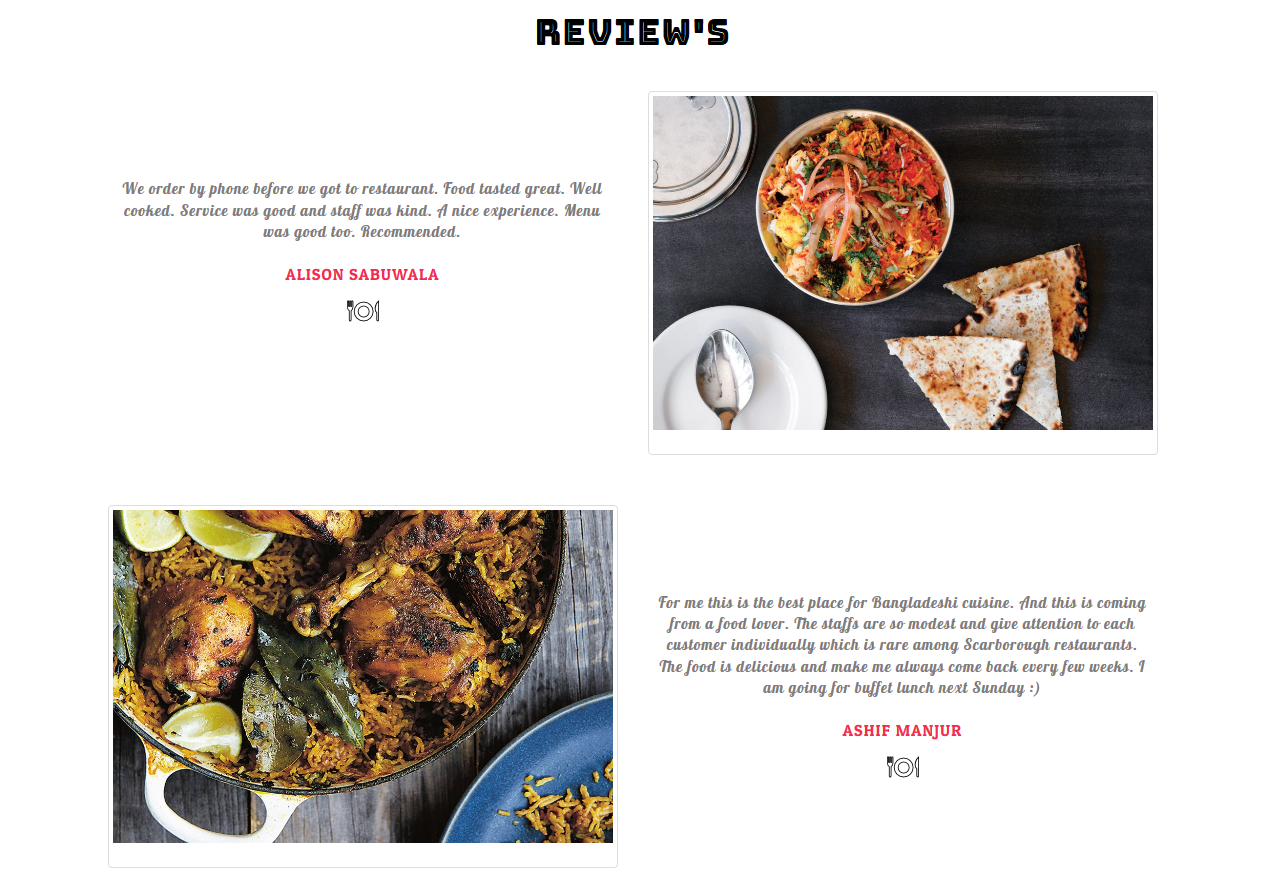 REVIEW'S
We order by phone before we got to restaurant. Food tasted great. Well
cooked. Service was good and staff was kind. A nice experience. Menu
was good too. Recommended.
ALISON SABUWALA
For me this is the best place for Bangladeshi cuisine. And this is coming
from a food lover. The staffs are so modest and give attention to each
customer individually which is rare among Scarborough restaurants.
The food is delicious and make me always come back every few weeks. I
am going for buffet lunch next Sunday :)
ASHIF MANJUR